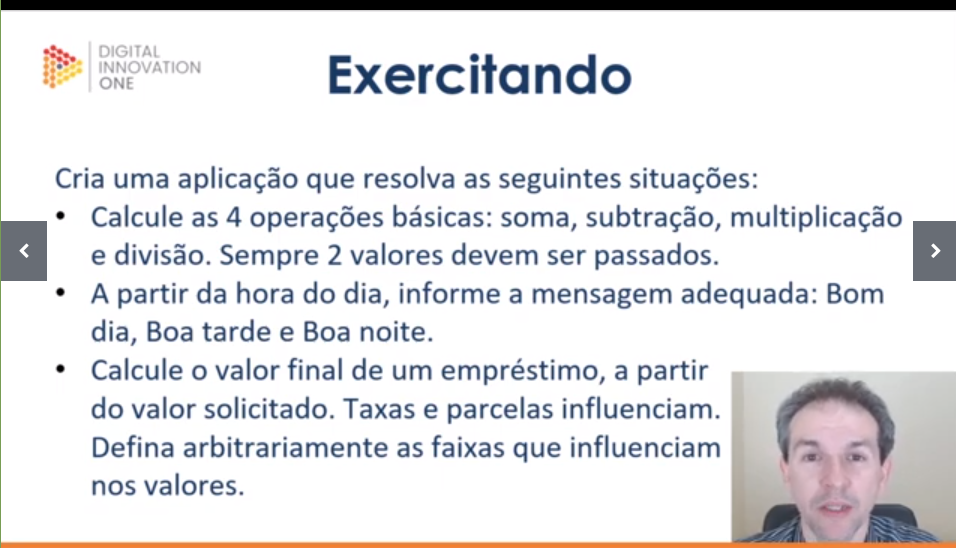 DIGITAL
INNOVATION
ONE
Exercitando
Cria uma aplicação que resolva as seguintes situações:
• Calcule as 4 operações básicas: soma, subtração, multiplicação
e divisão. Sempre 2 valores devem ser passados.
• A partir da hora do dia, informe a mensagem adequada: Bom
dia, Boa tarde e Boa noite.
• Calcule o valor final de um empréstimo, a partir
do valor solicitado. Taxas e parcelas influenciam.
Defina arbitrariamente as faixas que influenciam
nos valores.